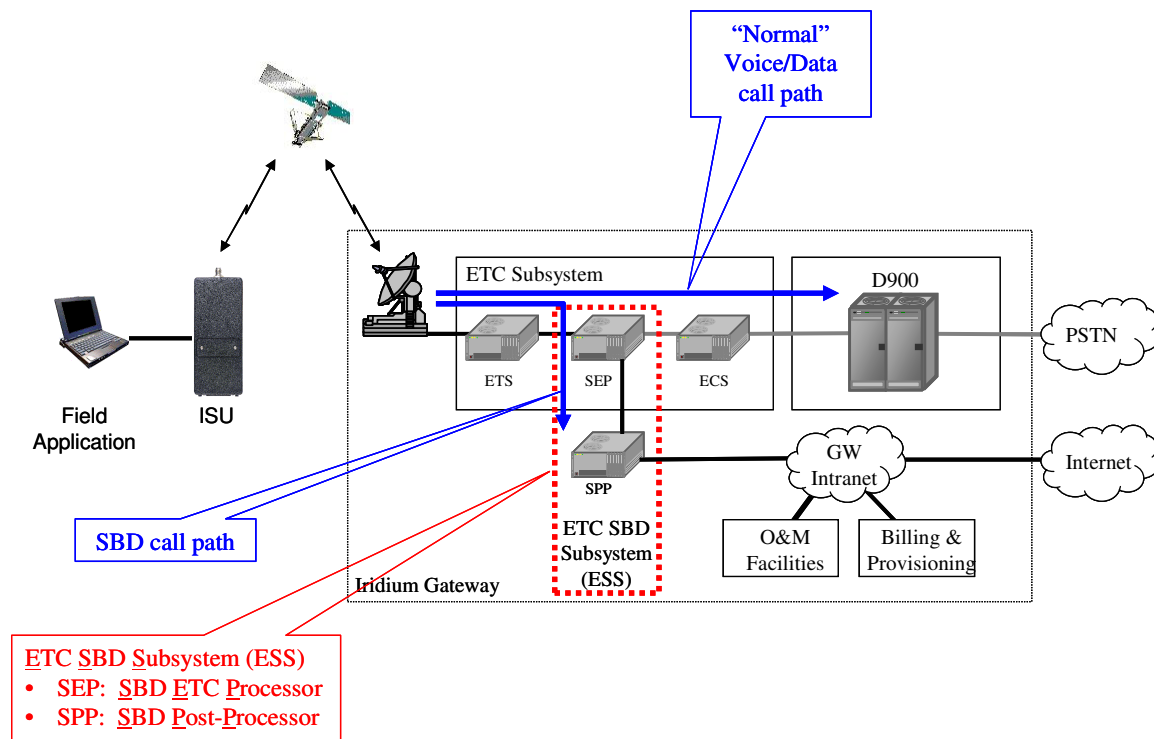 “Normal”
Voice/Data
call path
ETC Subsystem
D900
PSTN
ETS
SEP
ECS
Field
Application
ISU
SPP
GW
Intranet
Internet
SBD call path
ETC SBD
Subsystem
(ESS)
O&M
Facilities
Billing &
Provisioning
Iridium Gateway
ETC SBD Subsystem (ESS)
• SEP: SBD ETC Processor
• SPP: SBD Post-Processor